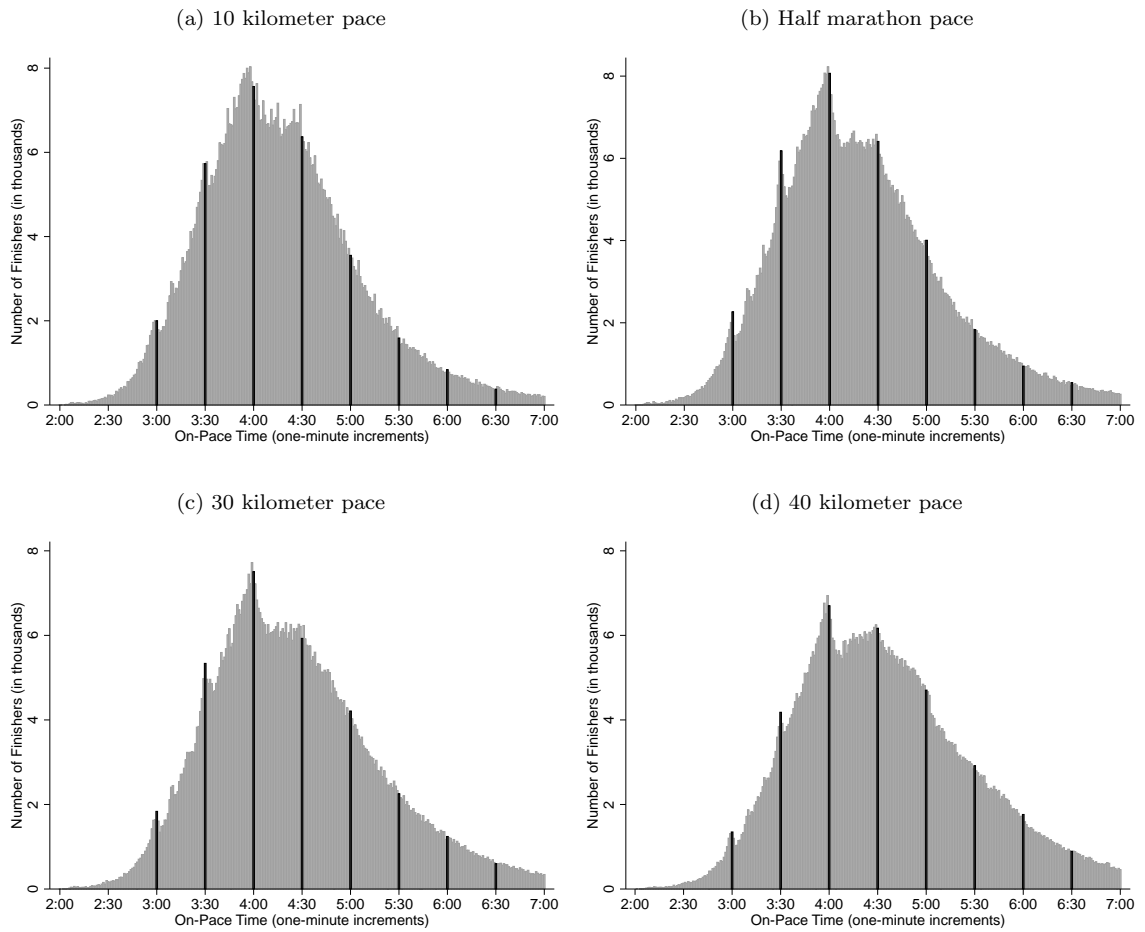 (a) 10 kilometer pace
Number of Finishers (in thousands)
8
6
4
2
0
2:00 2:30 3:00 3:30 4:00 4:30 5:00 5:30 6:00 6:30 7:00
On-Pace Time (one-minute increments)
(b) Half marathon pace
Number of Finishers (in thousands)
8
6
4
2
0
2:00 2:30 3:00 3:30 4:00 4:30 5:00 5:30 6:00 6:30 7:00
On-Pace Time (one-minute increments)
(c) 30 kilometer pace
Number of Finishers (in thousands)
8
6
4
2
0
2:00 2:30 3:00 3:30 4:00 4:30 5:00 5:30 6:00 6:30 7:00
On-Pace Time (one-minute increments)
(d) 40 kilometer pace
Number of Finishers (in thousands)
8
6
4
2
0
2:00 2:30 3:00 3:30 4:00 4:30 5:00 5:30 6:00 6:30 7:00
On-Pace Time (one-minute increments)